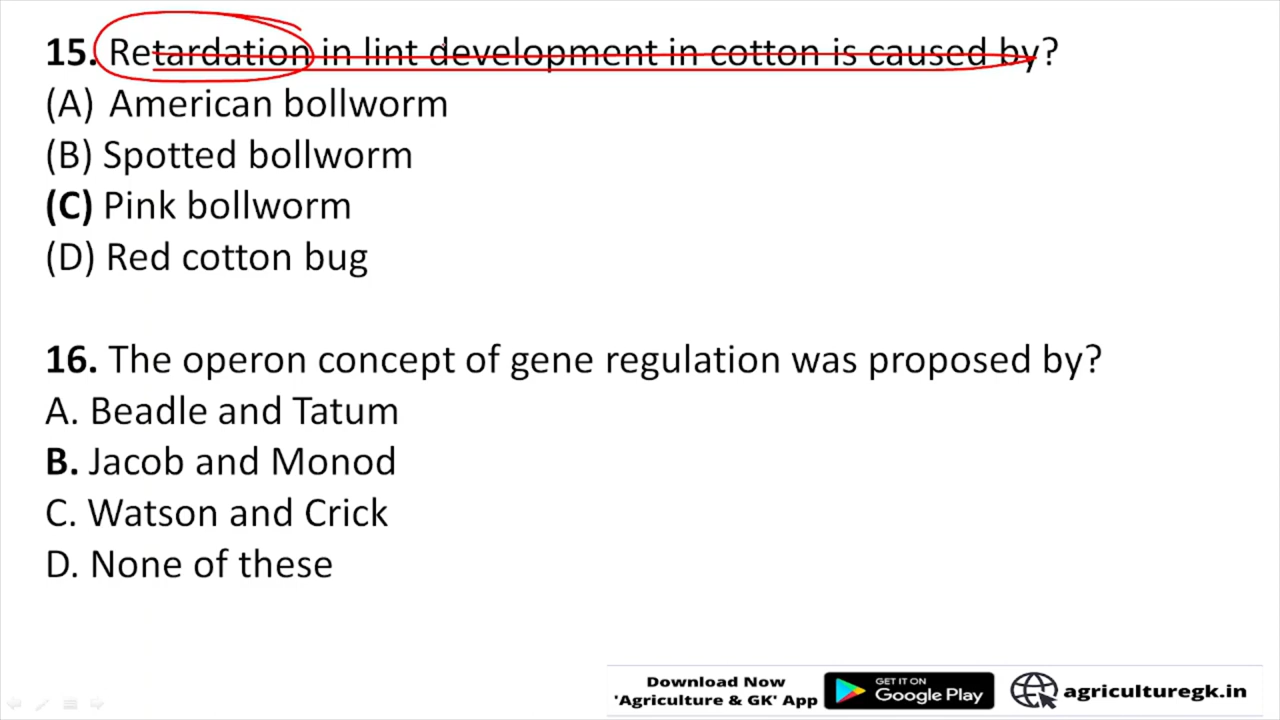 15. Retardation in lint development in cotton is caused by?
(A) American bollworm
(B) Spotted bollworm
(C) Pink bollworm
(D) Red cotton bug
16. The operon concept of gene regulation was proposed by?
A. Beadle and Tatum
B. Jacob and Monod
C. Watson and Crick
D. None of these
Download Now
'Agriculture & GK' App
GET IT ON
Google Play
agriculturegk.in